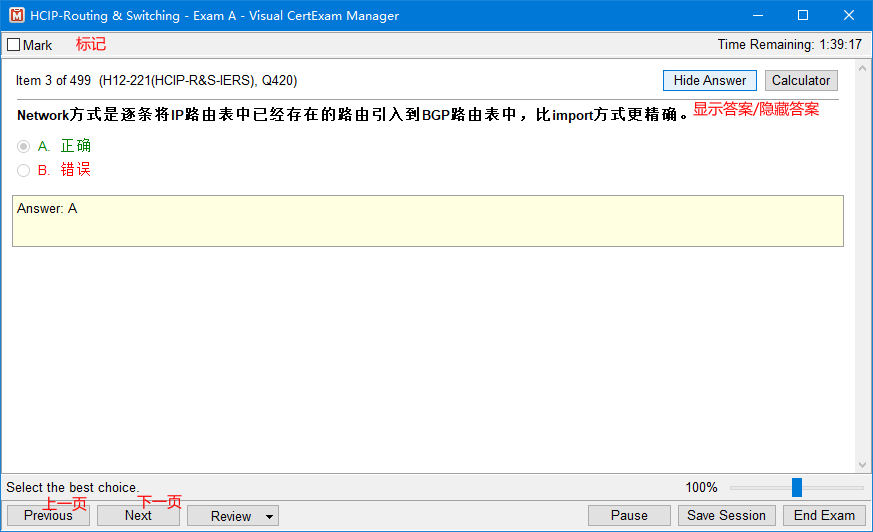 HCIP-Routing & Switching - Exam A - Visual CertExam Manager
Mark 标记 Time Remaining: 1:39:17
Item 3 of 499 (H12-221(HCIP-R&S-IERS), Q420) Hide Answer Calculator
显示答案/隐藏答案
Network方式是逐条将IP路由表中已经存在的路由引入到BGP路由表中，比import方式更精确。
A. 正确
B. 错误
Answer: A
Select the best choice. 100%
上一页 下一页
Previous Next Review Pause Save Session End Exam